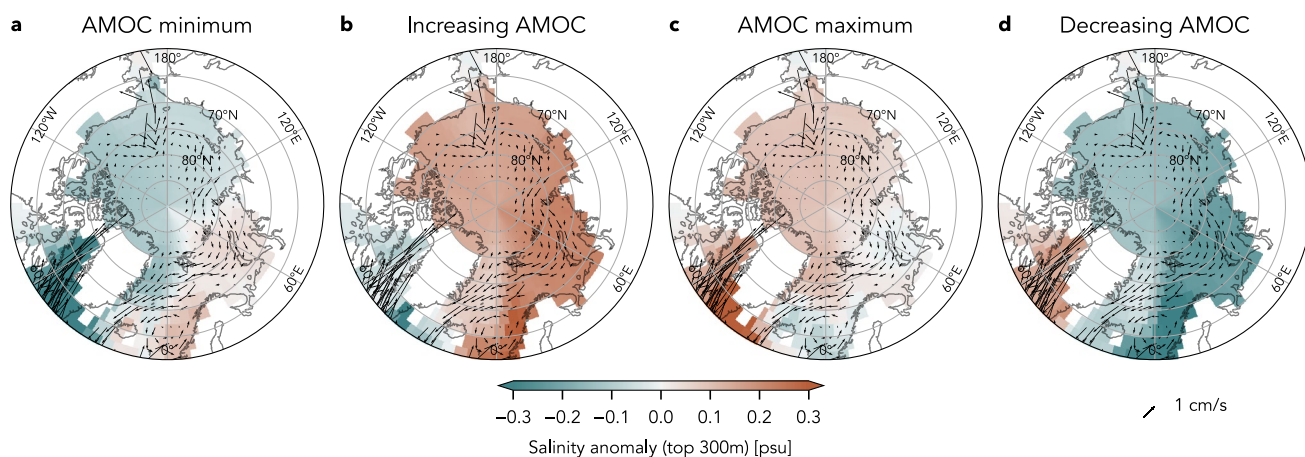 a AMOC minimum
b Increasing AMOC
c AMOC maximum
d Decreasing AMOC
180°
120°W
70°N
120°E
80°N
60°E
0°
180°
120°W
70°N
120°E
80°N
60°E
0°
180°
120°W
70°N
120°E
80°N
60°E
0°
180°
120°W
70°N
120°E
80°N
60°E
0°
−0.3 −0.2 −0.1 0.0 0.1 0.2 0.3
Salinity anomaly (top 300m) [psu]
1 cm/s